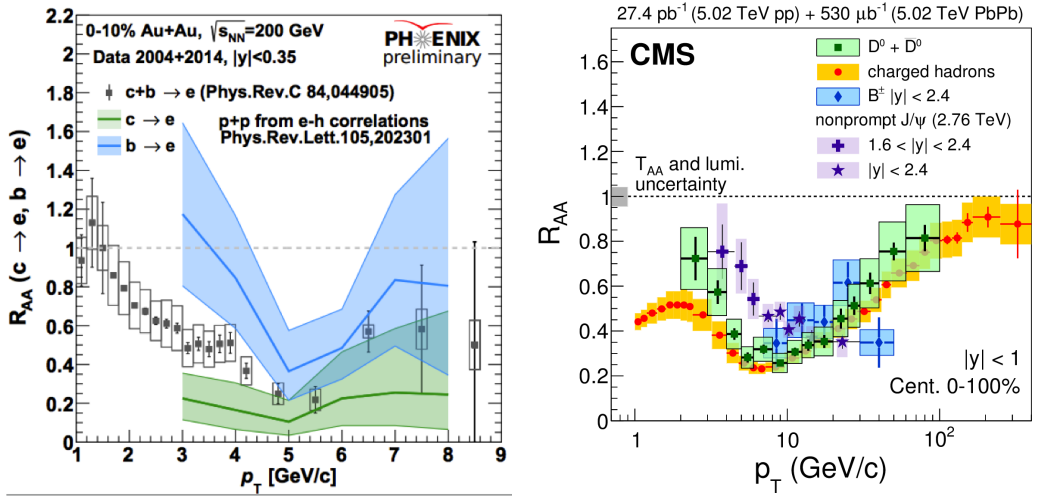 0-10% Au+Au, √s_NN=200 GeV
PHENIX
preliminary
Data 2004+2014, |y|<0.35
c+b → e (Phys.Rev.C 84,044905)
c → e
b → e
p+p from e-h correlations
Phys.Rev.Lett.105,202301
R_AA (c → e, b → e)
2.2
2
1.8
1.6
1.4
1.2
1
0.8
0.6
0.4
0.2
0
1 2 3 4 5 6 7 8 9
p_T [GeV/c]
27.4 pb⁻¹ (5.02 TeV pp) + 530 μb⁻¹ (5.02 TeV PbPb)
CMS
D⁰ + D̄⁰
charged hadrons
B± |y| < 2.4
nonprompt J/ψ (2.76 TeV)
1.6 < |y| < 2.4
|y| < 2.4
T_AA and lumi.
uncertainty
|y| < 1
Cent. 0-100%
R_AA
1.6
1.4
1.2
1
0.8
0.6
0.4
0.2
0
1 10 10²
p_T (GeV/c)